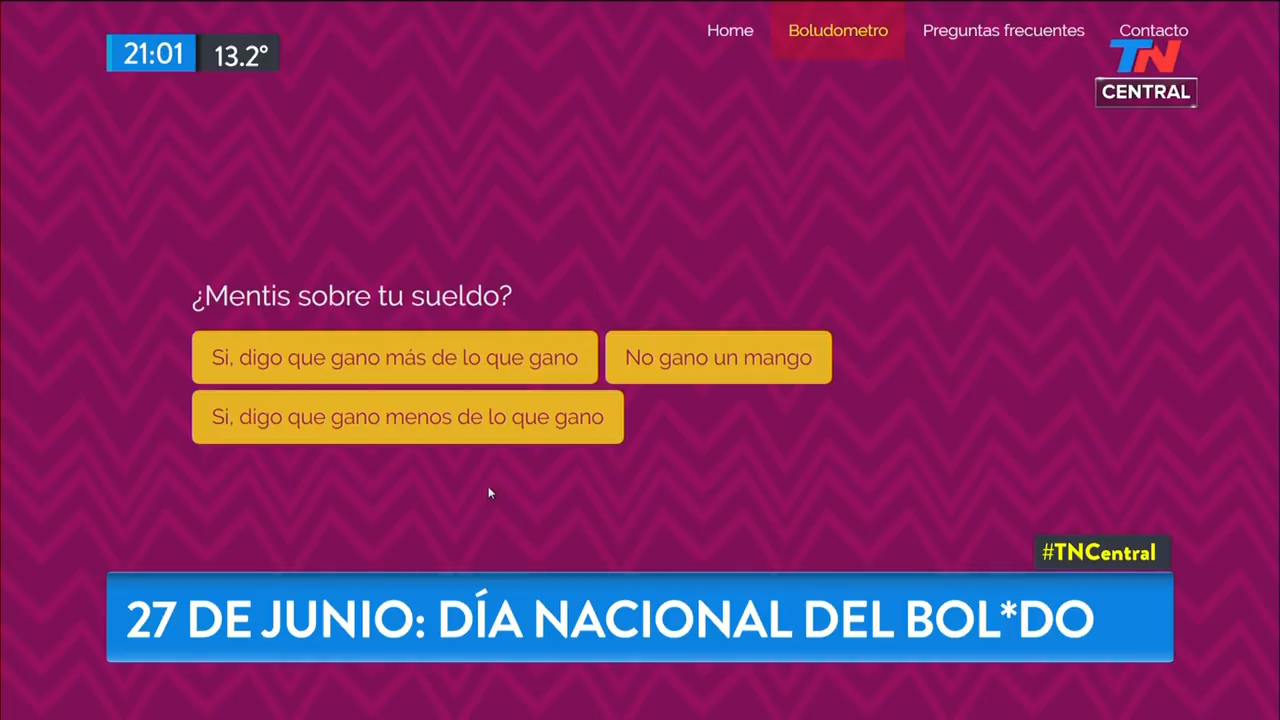 Home Boludometro Preguntas frecuentes Contacto
21:01 13.2°
TN
CENTRAL
¿Mentis sobre tu sueldo?
Si, digo que gano más de lo que gano No gano un mango
Si, digo que gano menos de lo que gano
#TNCentral
27 DE JUNIO: DÍA NACIONAL DEL BOL*DO